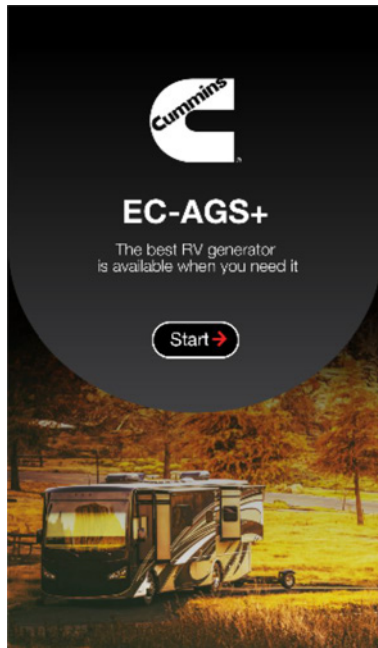 Cummins
EC-AGS+
The best RV generator
is available when you need it
Start